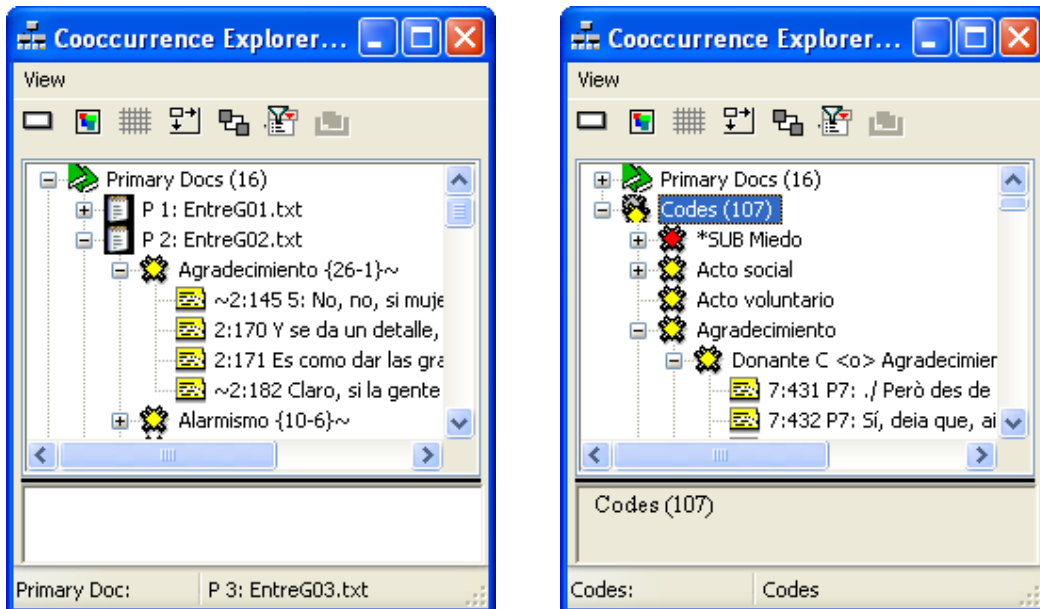 Cooccurrence Explorer...
View
Primary Docs (16)
P 1: EntreG01.txt
P 2: EntreG02.txt
Agradecimiento {26-1}~
~2:145 5: No, no, si muje
2:170 Y se da un detalle,
2:171 Es como dar las gra
~2:182 Claro, si la gente
Alarmismo {10-6}~
Primary Doc:
P 3: EntreG03.txt
Cooccurrence Explorer...
View
Primary Docs (16)
Codes (107)
*SUB Miedo
Acto social
Acto voluntario
Agradecimiento
Donante C <o> Agradecimier
7:431 P7: ./ Però des de
7:432 P7: Sí, deia que, ai
Codes (107)
Codes:
Codes